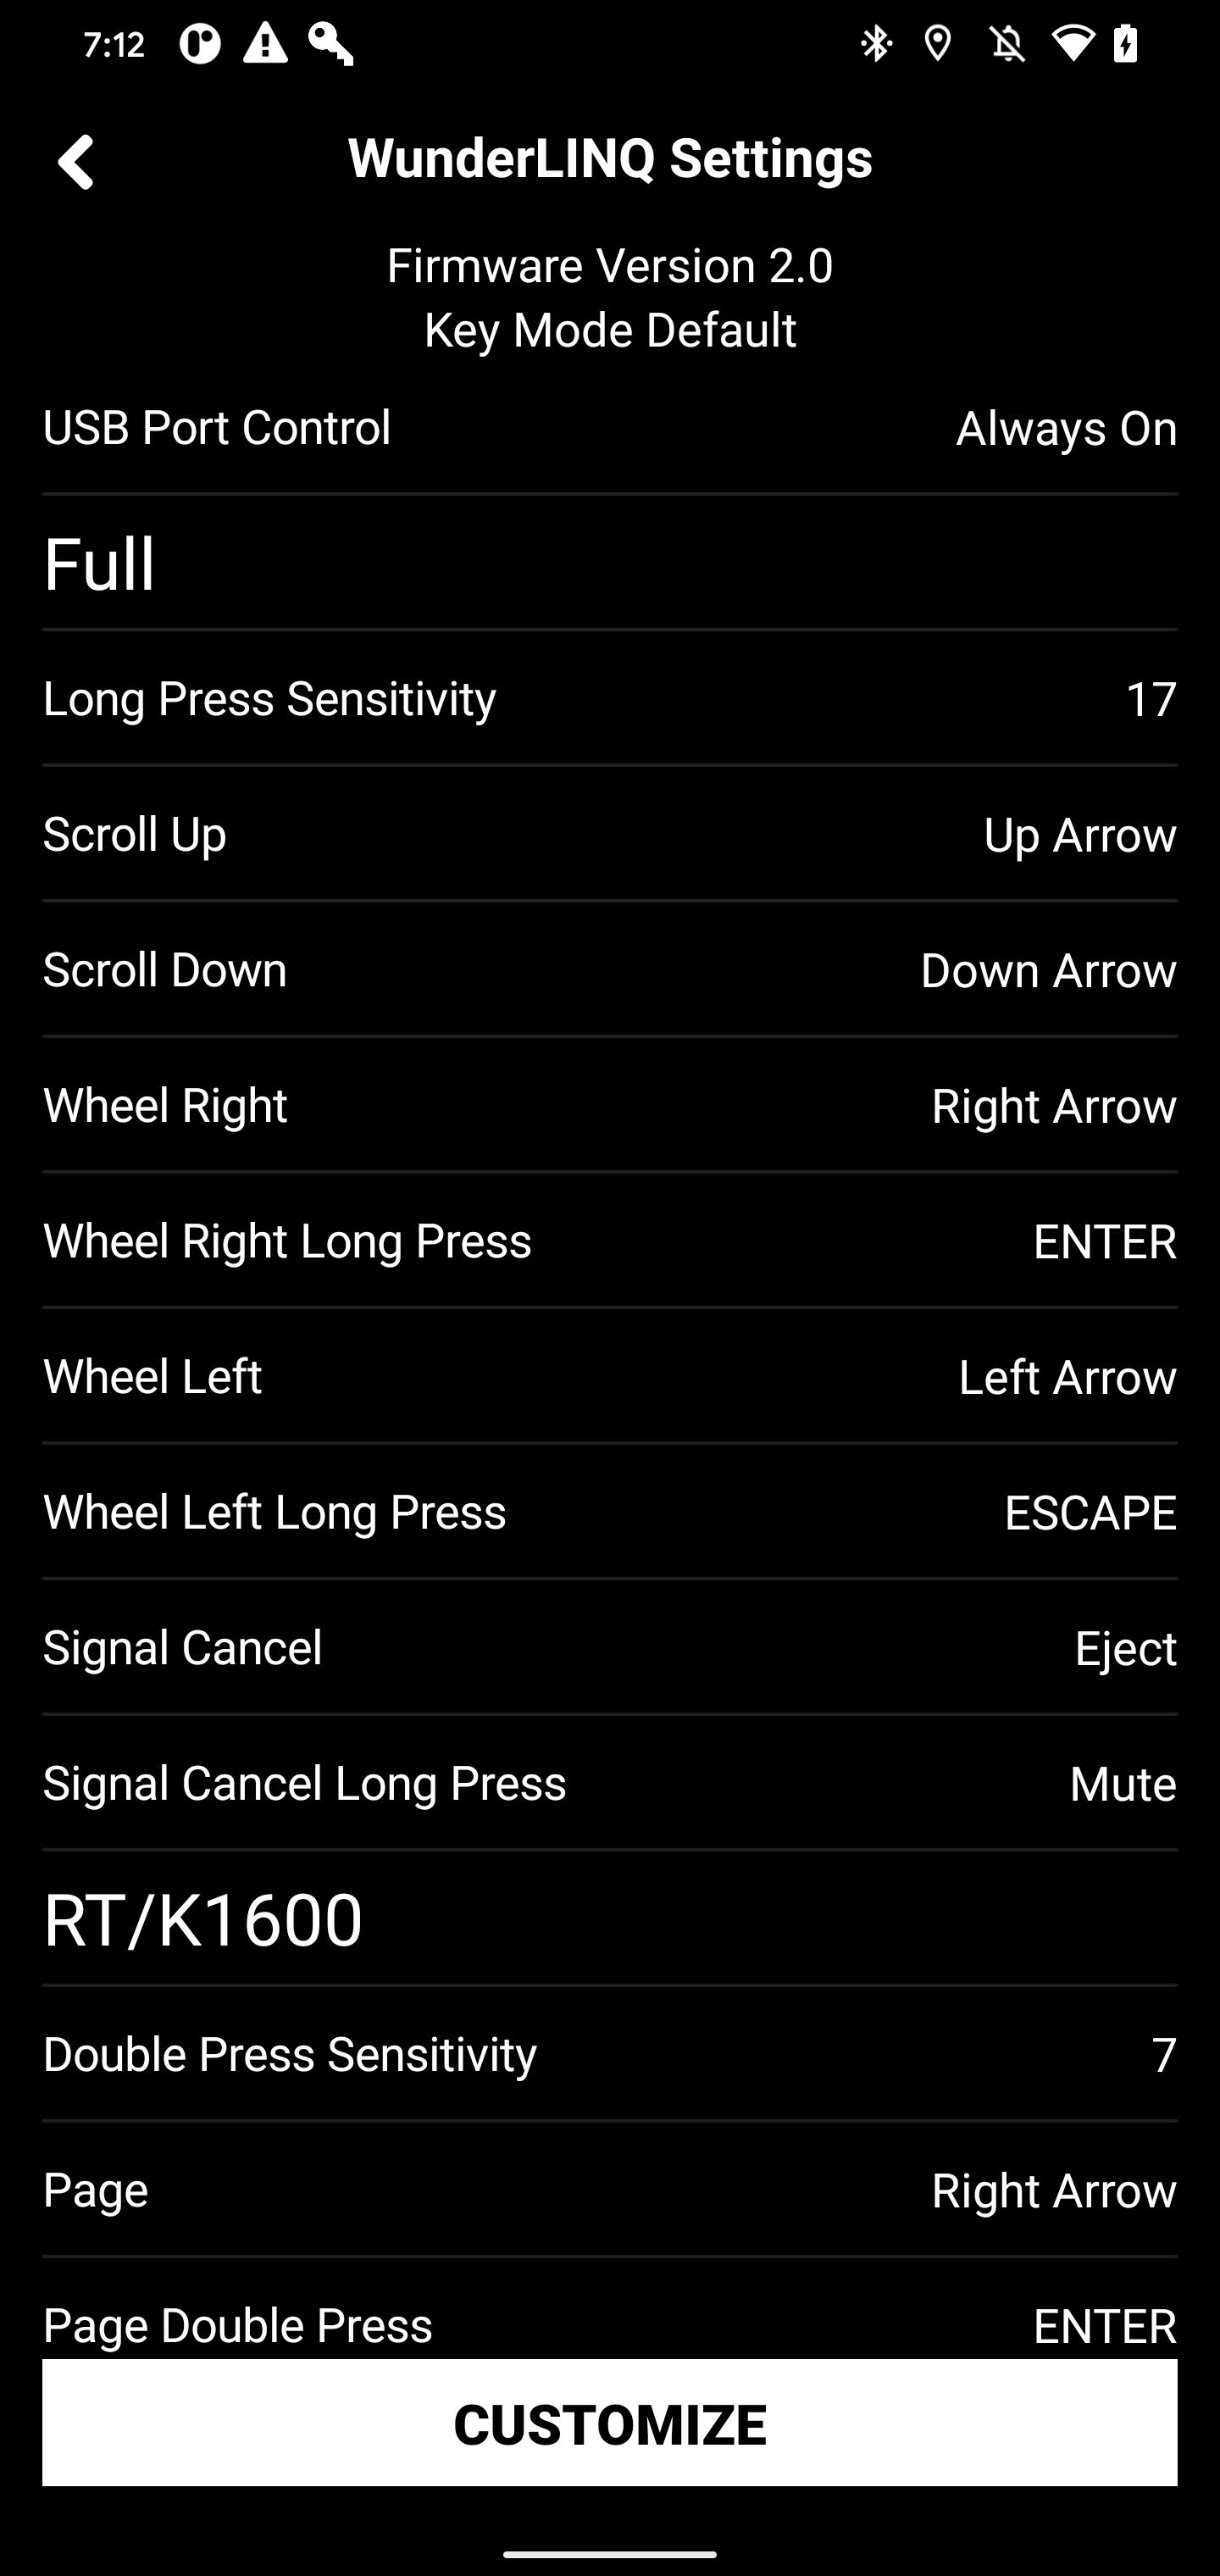 7:12
WunderLINQ Settings
Firmware Version 2.0
Key Mode Default
USB Port Control Always On
Full
Long Press Sensitivity 17
Scroll Up Up Arrow
Scroll Down Down Arrow
Wheel Right Right Arrow
Wheel Right Long Press ENTER
Wheel Left Left Arrow
Wheel Left Long Press ESCAPE
Signal Cancel Eject
Signal Cancel Long Press Mute
RT/K1600
Double Press Sensitivity 7
Page Right Arrow
Page Double Press ENTER
CUSTOMIZE